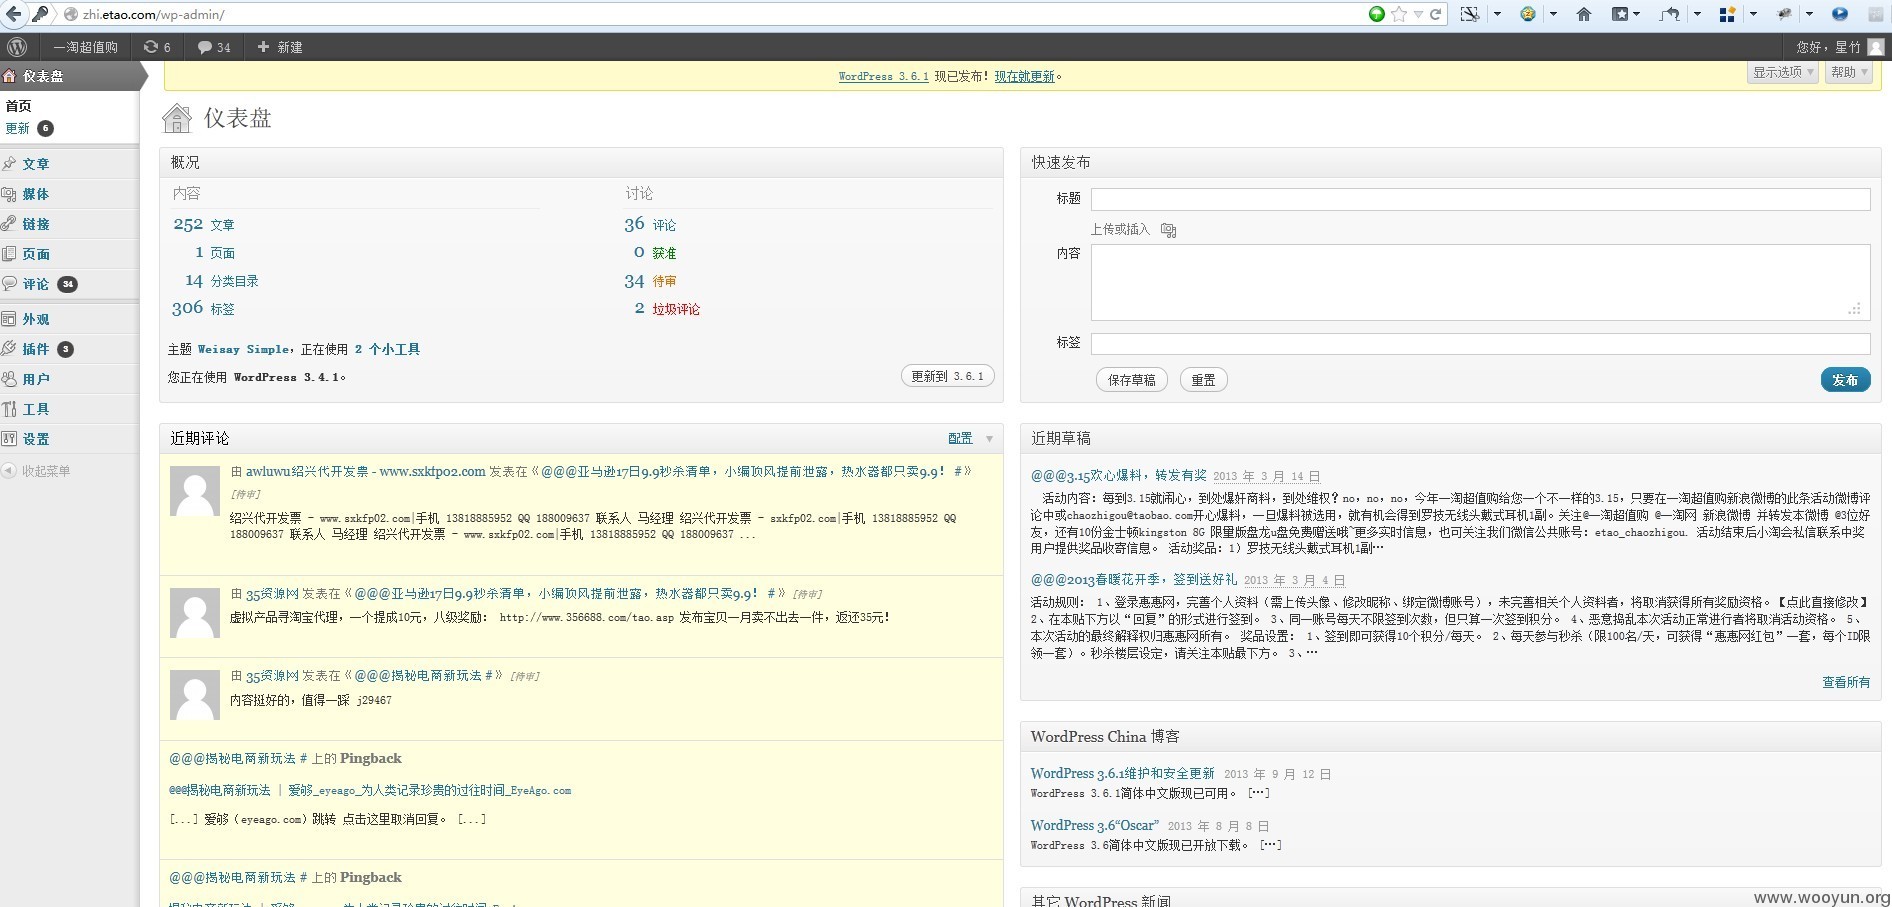 zhi.etao.com/wp-admin/
一淘超值购 6 34 新建 您好，星竹
仪表盘
首页
更新 6
文章
媒体
链接
页面
评论 34
外观
插件 3
用户
工具
设置
收起菜单
WordPress 3.6.1 现已发布！现在就更新。
显示选项 帮助
仪表盘
概况
内容
讨论
252 文章
36 评论
1 页面
0 获准
14 分类目录
34 待审
306 标签
2 垃圾评论
主题 Weisay Simple，正在使用 2 个小工具
您正在使用 WordPress 3.4.1。
更新到 3.6.1
近期评论 配置
由 awluwu绍兴代开发票 - www.sxkfp02.com 发表在《@@@亚马逊17日9.9秒杀清单，小编顶风提前泄露，热水器都只卖9.9！ #》
[待审]
绍兴代开发票 - www.sxkfp02.com|手机 13818885952 QQ 188009637 联系人 马经理 绍兴代开发票 - www.sxkfp02.com|手机 13818885952 QQ
188009637 联系人 马经理 绍兴代开发票 - www.sxkfp02.com|手机 13818885952 QQ 188009637 ...
由 35资源网 发表在《@@@亚马逊17日9.9秒杀清单，小编顶风提前泄露，热水器都只卖9.9！ #》 [待审]
虚拟产品寻淘宝代理，一个提成10元，八级奖励： http://www.356688.com/tao.asp 发布宝贝一月卖不出去一件，返还35元!
由 35资源网 发表在《@@@揭秘电商新玩法 #》 [待审]
内容挺好的，值得一踩 j29467
@@@揭秘电商新玩法 # 上的 Pingback
@@@揭秘电商新玩法 | 爱够_eyeago_为人类记录珍贵的过往时间_EyeAgo.com
[...] 爱够（eyeago.com）跳转 点击这里取消回复。 [...]
@@@揭秘电商新玩法 # 上的 Pingback
快速发布
标题
上传或插入
内容
标签
保存草稿 重置 发布
近期草稿
@@@3.15欢心爆料，转发有奖 2013 年 3 月 14 日
活动内容：每到3.15就闹心，到处爆奸商料，到处维权？no，no，no，今年一淘超值购给您一个不一样的3.15，只要在一淘超值购新浪微博的此条活动微博评
论中或chaozhigou@taobao.com开心爆料，一旦爆料被选用，就有机会得到罗技无线头戴式耳机1副。关注@一淘超值购 @一淘网 新浪微博 并转发本微博 @3位好
友，还有10份金士顿kingston 8G 限量版盘龙u盘免费赠送哦~更多实时信息，也可关注我们微信公共账号：etao_chaozhigou. 活动结束后小淘会私信联系中奖
用户提供奖品收寄信息。 活动奖品：1）罗技无线头戴式耳机1副…
@@@2013春暖花开季，签到送好礼 2013 年 3 月 4 日
活动规则： 1、登录惠惠网，完善个人资料（需上传头像、修改昵称、绑定微博账号），未完善相关个人资料者，将取消获得所有奖励资格。【点此直接修改】
2、在本贴下方以“回复”的形式进行签到。 3、同一账号每天不限签到次数，但只算一次签到积分。 4、恶意捣乱本次活动正常进行者将取消活动资格。 5、
本次活动的最终解释权归惠惠网所有。 奖品设置： 1、签到即可获得10个积分/每天。 2、每天参与秒杀（限100名/天，可获得“惠惠网红包”一套，每个ID限
领一套）。秒杀楼层设定，请关注本贴最下方。 3、…
查看所有
WordPress China 博客
WordPress 3.6.1维护和安全更新 2013 年 9 月 12 日
WordPress 3.6.1简体中文版现已可用。 […]
WordPress 3.6“Oscar” 2013 年 8 月 8 日
WordPress 3.6简体中文版现已开放下载。 […]
其它 WordPress 新闻
www.wooyun.org